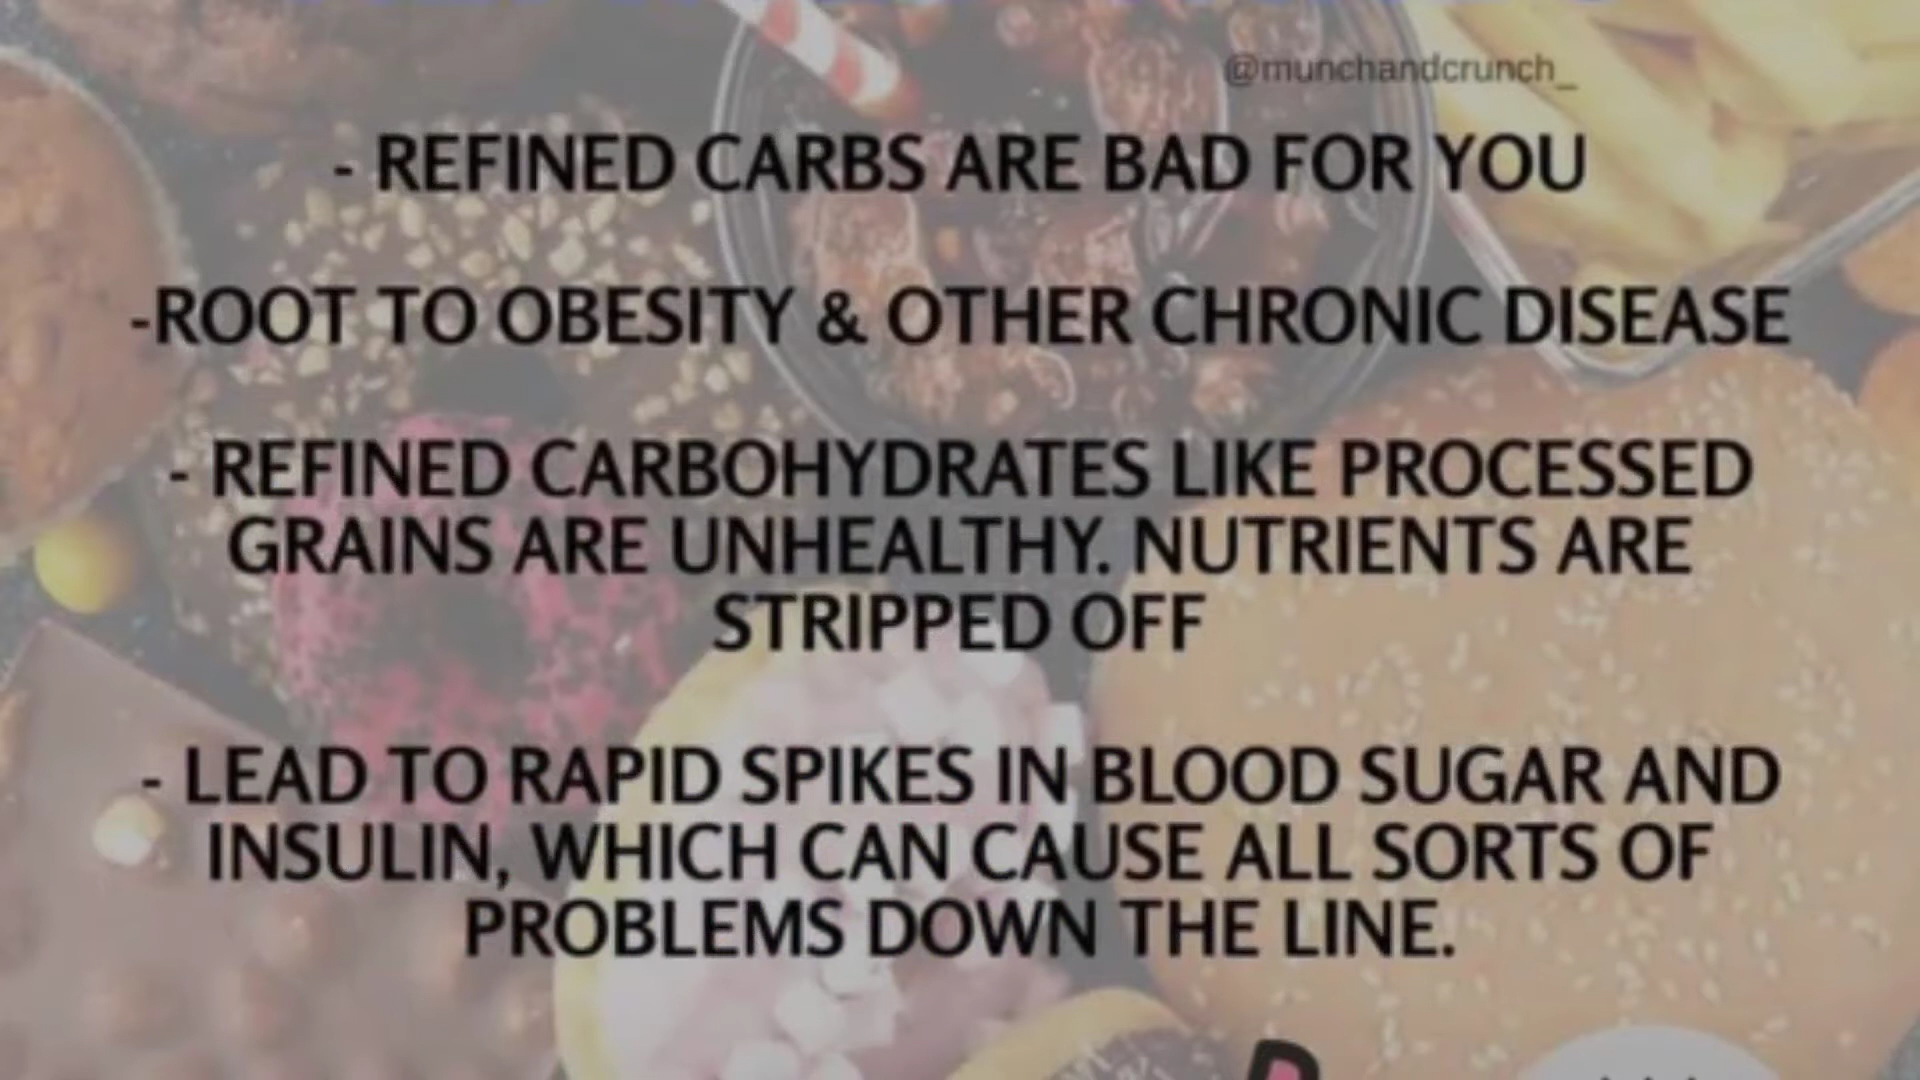 @munchandcrunch_
- REFINED CARBS ARE BAD FOR YOU
-ROOT TO OBESITY & OTHER CHRONIC DISEASE
- REFINED CARBOHYDRATES LIKE PROCESSED
GRAINS ARE UNHEALTHY. NUTRIENTS ARE
STRIPPED OFF
- LEAD TO RAPID SPIKES IN BLOOD SUGAR AND
INSULIN, WHICH CAN CAUSE ALL SORTS OF
PROBLEMS DOWN THE LINE.